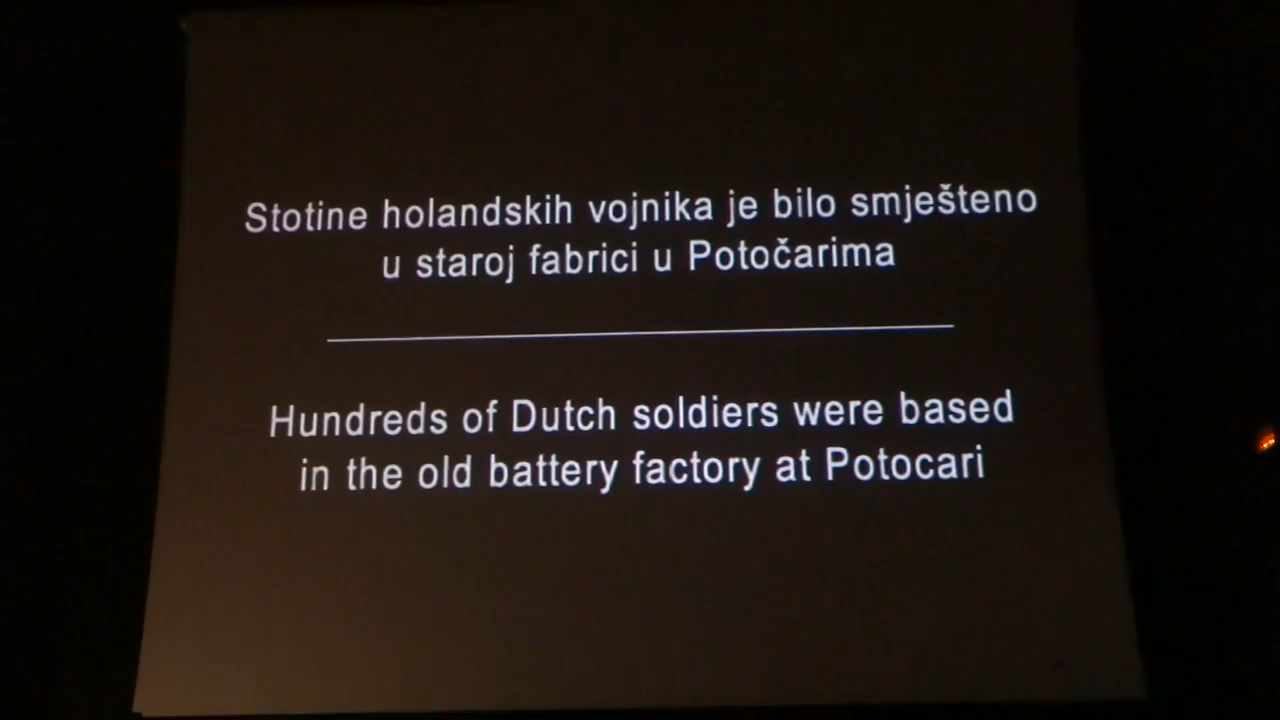 Stotine holandskih vojnika je bilo smješteno
u staroj fabrici u Potočarima
Hundreds of Dutch soldiers were based
in the old battery factory at Potocari